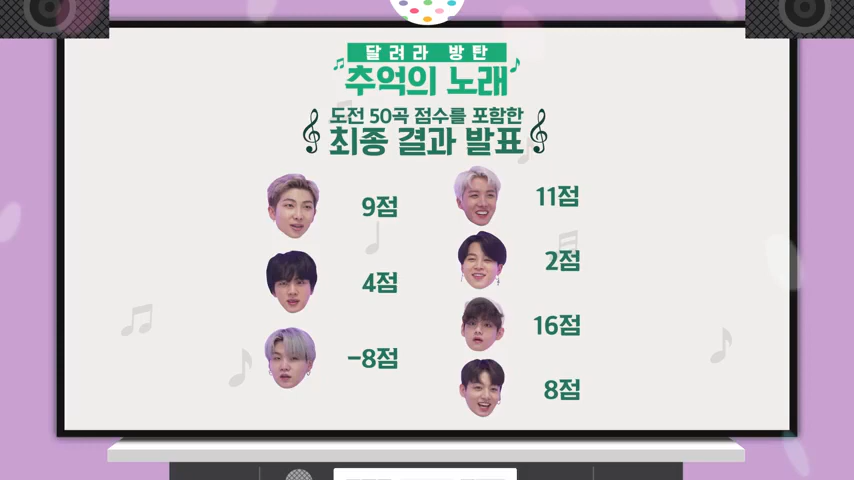 달려라 방탄
추억의 노래
도전 50곡 점수를 포함한
최종 결과 발표
9점
11점
4점
2점
-8점
16점
8점